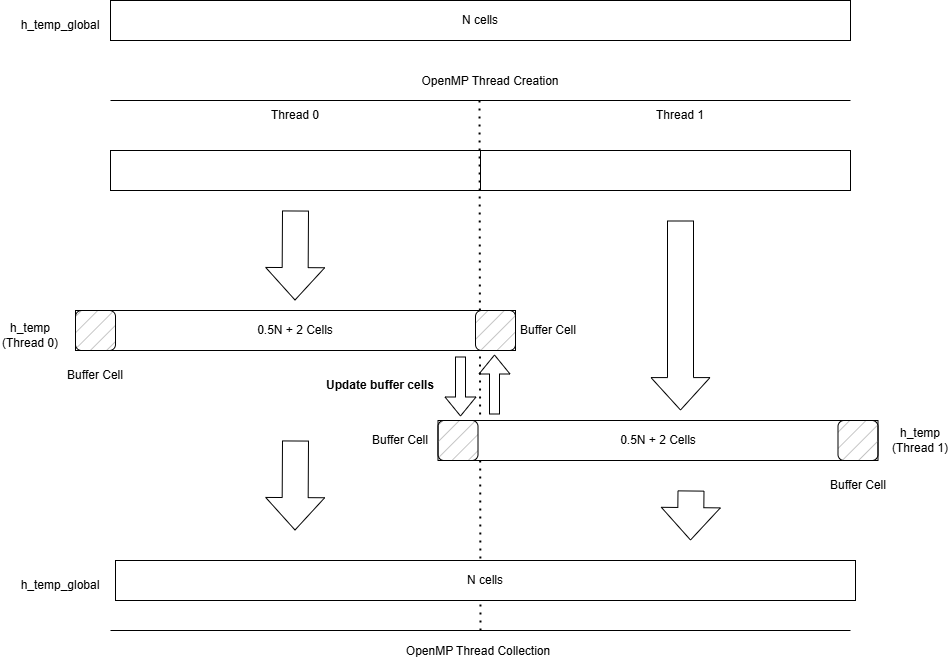 h_temp_global
N cells
OpenMP Thread Creation
Thread 0
Thread 1
h_temp
(Thread 0)
0.5N + 2 Cells
Buffer Cell
Buffer Cell
Update buffer cells
Buffer Cell
0.5N + 2 Cells
h_temp
(Thread 1)
Buffer Cell
h_temp_global
N cells
OpenMP Thread Collection